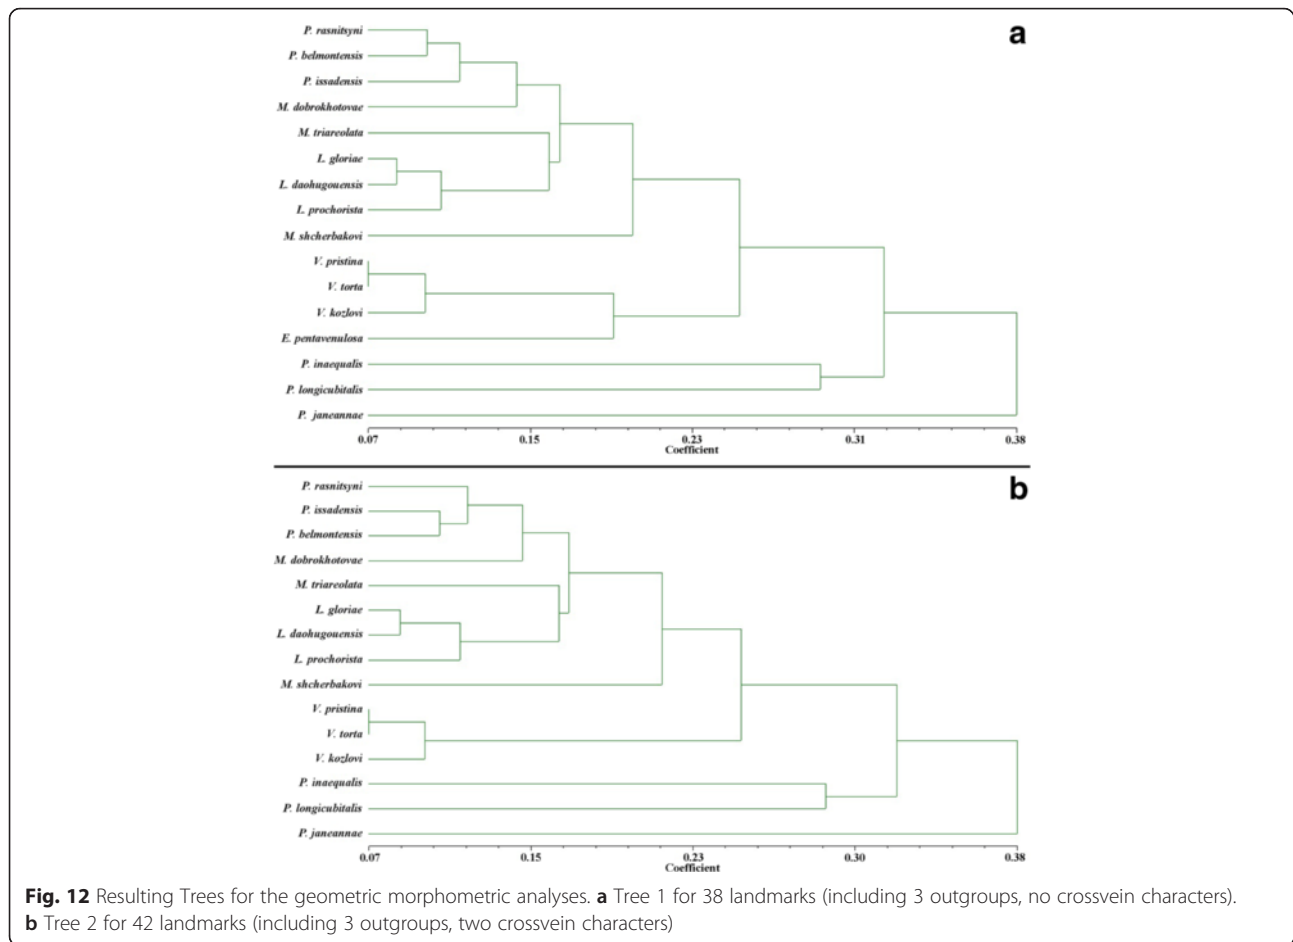 a
P. rasnitsyni
P. belmontensis
P. issadensis
M. dobrokhotovae
M. triareolata
L. gloriae
L. daohugouensis
L. prochorista
M. shcherbakovi
V. pristina
V. torta
V. kozlovi
E. pentavenulosa
P. inaequalis
P. longicubitalis
P. janeannae
0.07 0.15 0.23 0.31 0.38
Coefficient
b
P. rasnitsyni
P. issadensis
P. belmontensis
M. dobrokhotovae
M. triareolata
L. gloriae
L. daohugouensis
L. prochorista
M. shcherbakovi
V. pristina
V. torta
V. kozlovi
P. inaequalis
P. longicubitalis
P. janeannae
0.07 0.15 0.23 0.30 0.38
Coefficient
Fig. 12 Resulting Trees for the geometric morphometric analyses. a Tree 1 for 38 landmarks (including 3 outgroups, no crossvein characters).
b Tree 2 for 42 landmarks (including 3 outgroups, two crossvein characters)